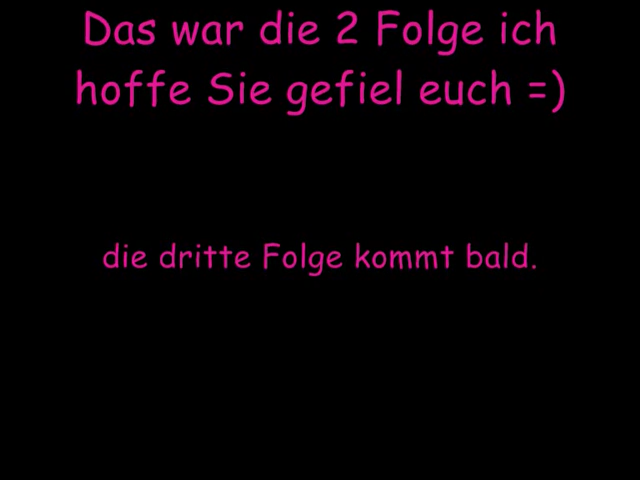 Das war die 2 Folge ich
hoffe Sie gefiel euch =)
die dritte Folge kommt bald.